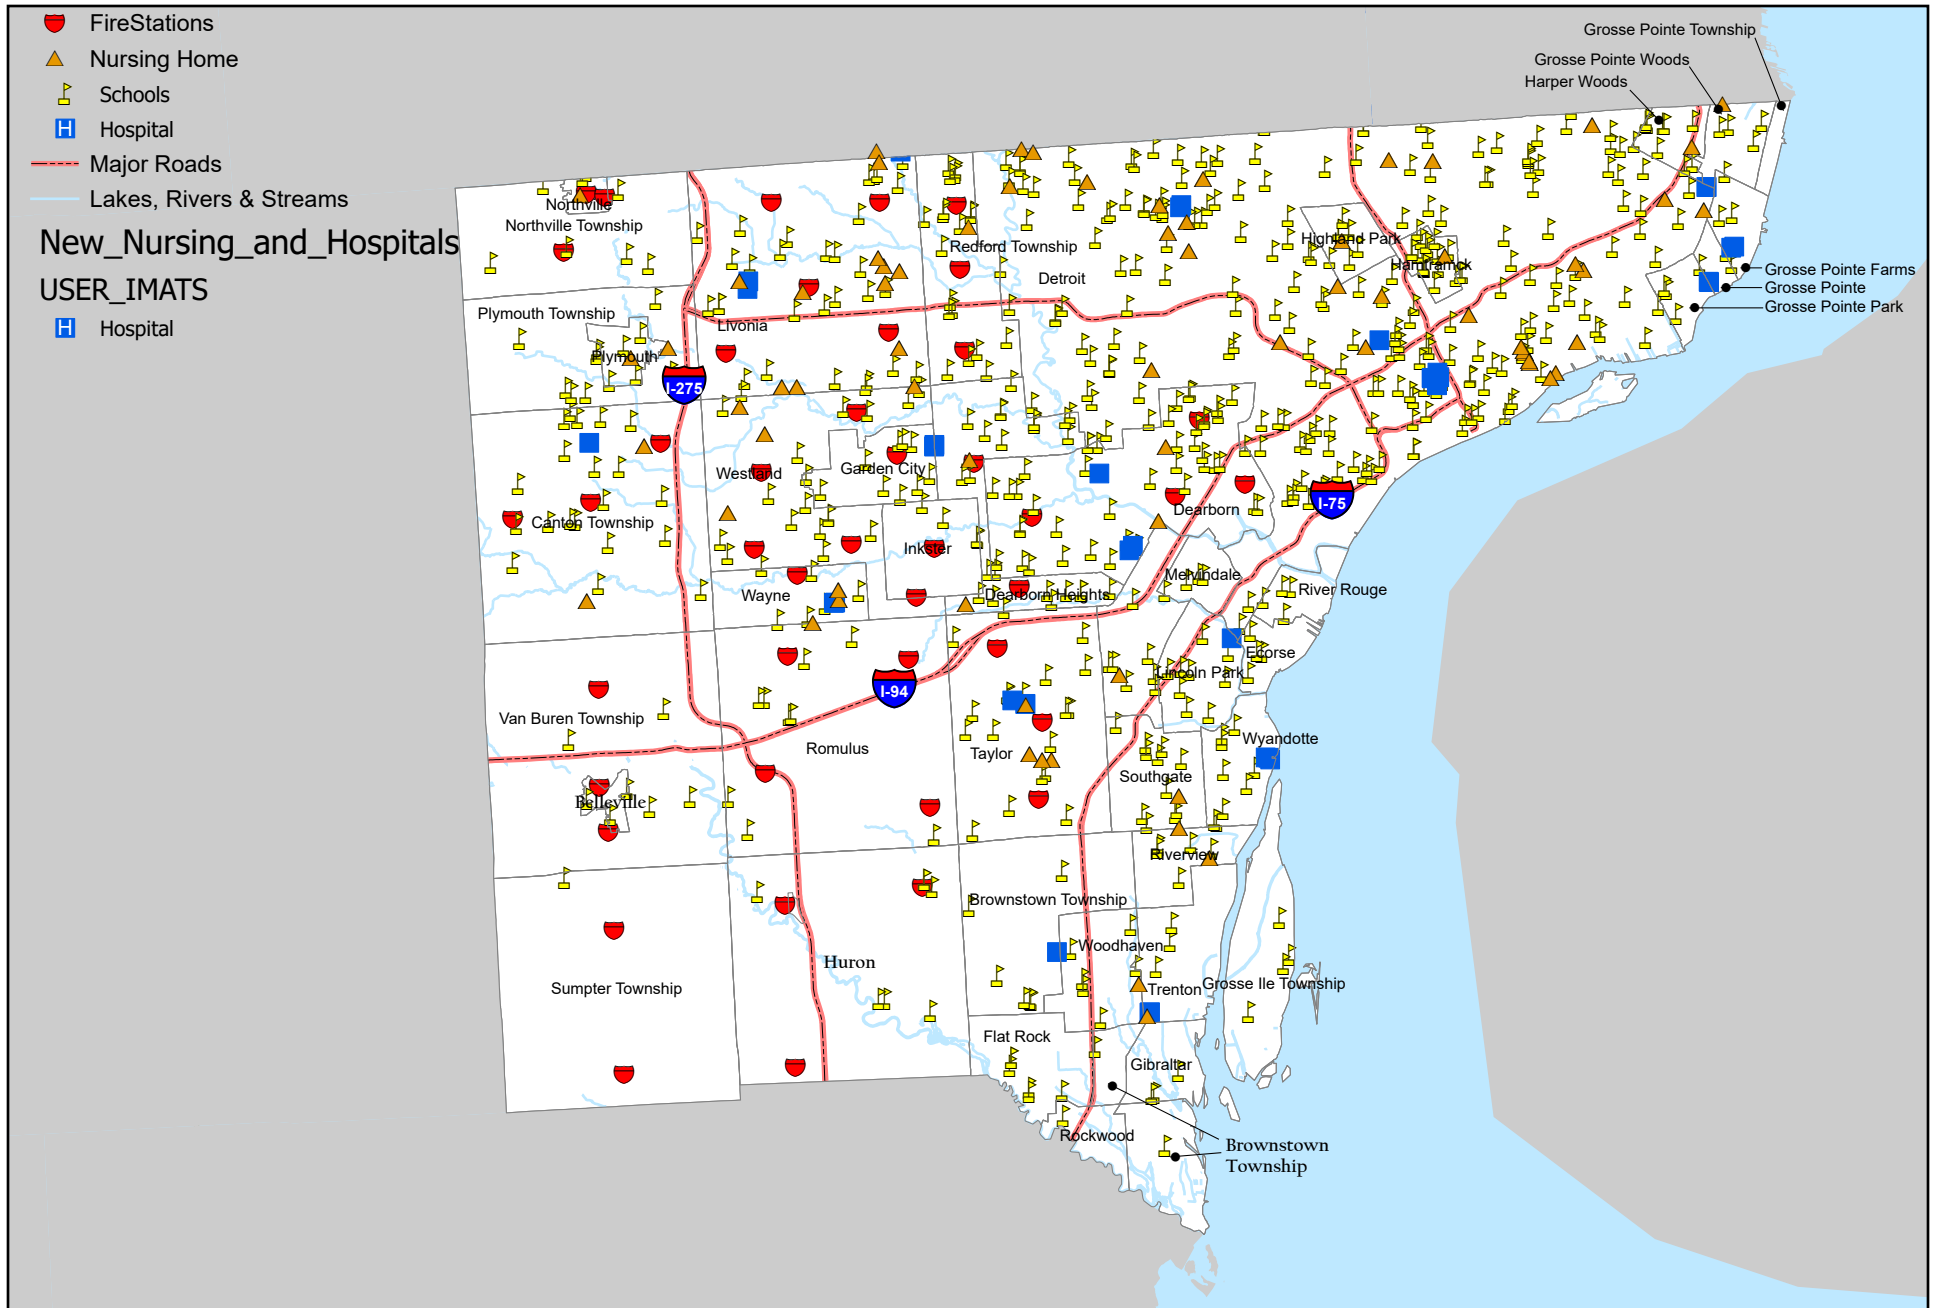 FireStations
Nursing Home
Schools
H Hospital
Major Roads
Lakes, Rivers & Streams
New_Nursing_and_Hospitals
USER_IMATS
H Hospital
Grosse Pointe Township
Grosse Pointe Woods
Harper Woods
Northville
Northville Township
Redford Township
Detroit
Highland Park
Hamtramck
Grosse Pointe Farms
Grosse Pointe
Grosse Pointe Park
Plymouth Township
Livonia
Plymouth
I-275
Westland
Garden City
Canton Township
I-75
Dearborn
Inkster
Melvindale
Wayne
Dearborn Heights
River Rouge
Ecorse
Lincoln Park
I-94
Van Buren Township
Romulus
Taylor
Wyandotte
Southgate
Belleville
Riverview
Brownstown Township
Woodhaven
Huron
Sumpter Township
Trenton
Grosse Ile Township
Flat Rock
Gibraltar
Rockwood
Brownstown
Township